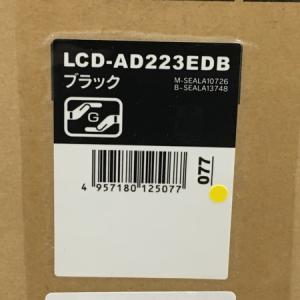 LCD-AD223EDB
ブラック
M-SEALA10726
B-SEALA13748
G
077
4 957180 125077